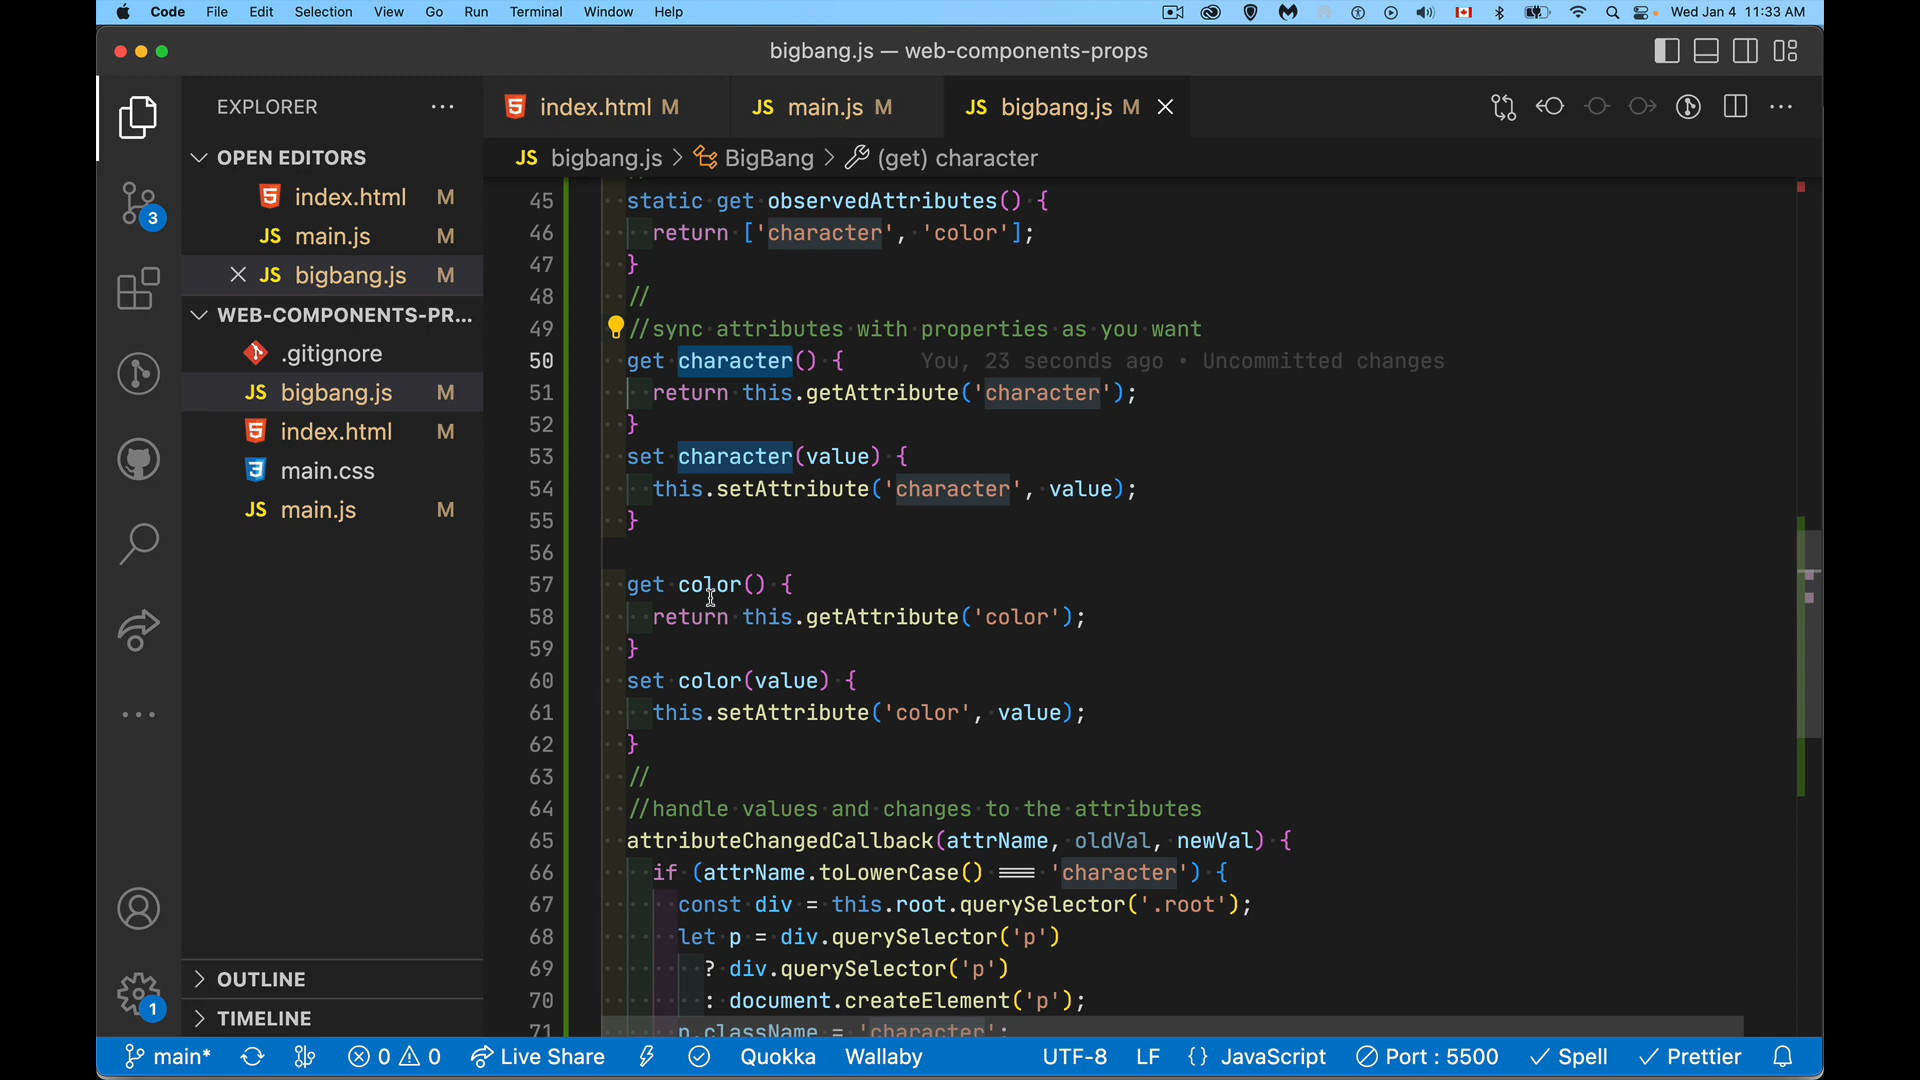 Code File Edit Selection View Go Run Terminal Window Help Wed Jan 4 11:33 AM
bigbang.js — web-components-props
EXPLORER
index.html M
main.js M
bigbang.js M
bigbang.js > BigBang > (get) character
OPEN EDITORS
index.html M
main.js M
bigbang.js M
WEB-COMPONENTS-PR...
.gitignore
bigbang.js M
index.html M
main.css
main.js M
OUTLINE
TIMELINE
3
1
45 static get observedAttributes() {
46 return ['character', 'color'];
47 }
48 //
49 //sync attributes with properties as you want
50 get character() { You, 23 seconds ago • Uncommitted changes
51 return this.getAttribute('character');
52 }
53 set character(value) {
54 this.setAttribute('character', value);
55 }
56
57 get color() {
58 return this.getAttribute('color');
59 }
60 set color(value) {
61 this.setAttribute('color', value);
62 }
63 //
64 //handle values and changes to the attributes
65 attributeChangedCallback(attrName, oldVal, newVal) {
66 if (attrName.toLowerCase() === 'character') {
67 const div = this.root.querySelector('.root');
68 let p = div.querySelector('p')
69 ? div.querySelector('p')
70 : document.createElement('p');
71 p.className = 'character';
main* 0 0 Live Share Quokka Wallaby UTF-8 LF {} JavaScript Port : 5500 Spell Prettier